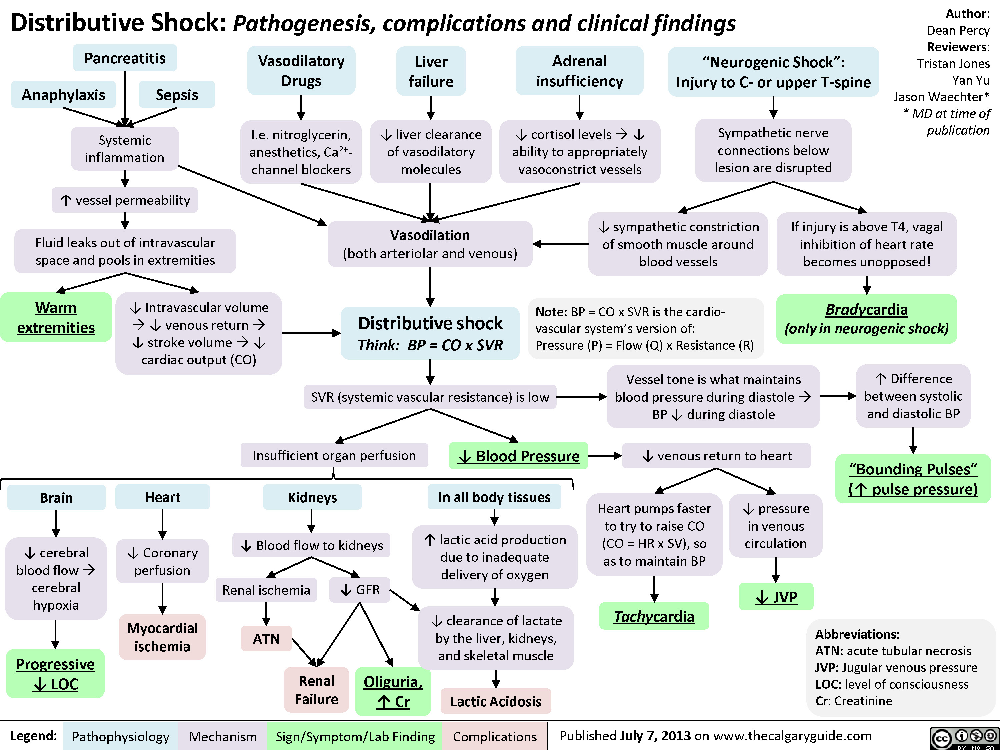 Distributive Shock: Pathogenesis, complications and clinical findings
Author:
Dean Percy
Reviewers:
Tristan Jones
Yan Yu
Jason Waechter*
* MD at time of
publication
Pancreatitis
Anaphylaxis
Sepsis
Vasodilatory
Drugs
Liver
failure
Adrenal
insufficiency
“Neurogenic Shock”:
Injury to C- or upper T-spine
Systemic
inflammation
I.e. nitroglycerin,
anesthetics, Ca2+-
channel blockers
↓ liver clearance
of vasodilatory
molecules
↓ cortisol levels → ↓
ability to appropriately
vasoconstrict vessels
Sympathetic nerve
connections below
lesion are disrupted
↑ vessel permeability
Fluid leaks out of intravascular
space and pools in extremities
Vasodilation
(both arteriolar and venous)
↓ sympathetic constriction
of smooth muscle around
blood vessels
If injury is above T4, vagal
inhibition of heart rate
becomes unopposed!
Warm
extremities
↓ Intravascular volume
→ ↓ venous return →
↓ stroke volume → ↓
cardiac output (CO)
Distributive shock
Think: BP = CO x SVR
Note: BP = CO x SVR is the cardio-
vascular system’s version of:
Pressure (P) = Flow (Q) x Resistance (R)
Bradycardia
(only in neurogenic shock)
SVR (systemic vascular resistance) is low
Vessel tone is what maintains
blood pressure during diastole →
BP ↓ during diastole
↑ Difference
between systolic
and diastolic BP
Insufficient organ perfusion
↓ Blood Pressure
↓ venous return to heart
“Bounding Pulses“
(↑ pulse pressure)
Brain
Heart
Kidneys
In all body tissues
↓ cerebral
blood flow →
cerebral
hypoxia
↓ Coronary
perfusion
↓ Blood flow to kidneys
↑ lactic acid production
due to inadequate
delivery of oxygen
Heart pumps faster
to try to raise CO
(CO = HR x SV), so
as to maintain BP
↓ pressure
in venous
circulation
Renal ischemia
↓ GFR
↓ JVP
Tachycardia
Myocardial
ischemia
ATN
↓ clearance of lactate
by the liver, kidneys,
and skeletal muscle
Progressive
↓ LOC
Renal
Failure
Oliguria,
↑ Cr
Lactic Acidosis
Abbreviations:
ATN: acute tubular necrosis
JVP: Jugular venous pressure
LOC: level of consciousness
Cr: Creatinine
Legend:
Pathophysiology
Mechanism
Sign/Symptom/Lab Finding
Complications
Published July 7, 2013 on www.thecalgaryguide.com
cc
BY NC SA